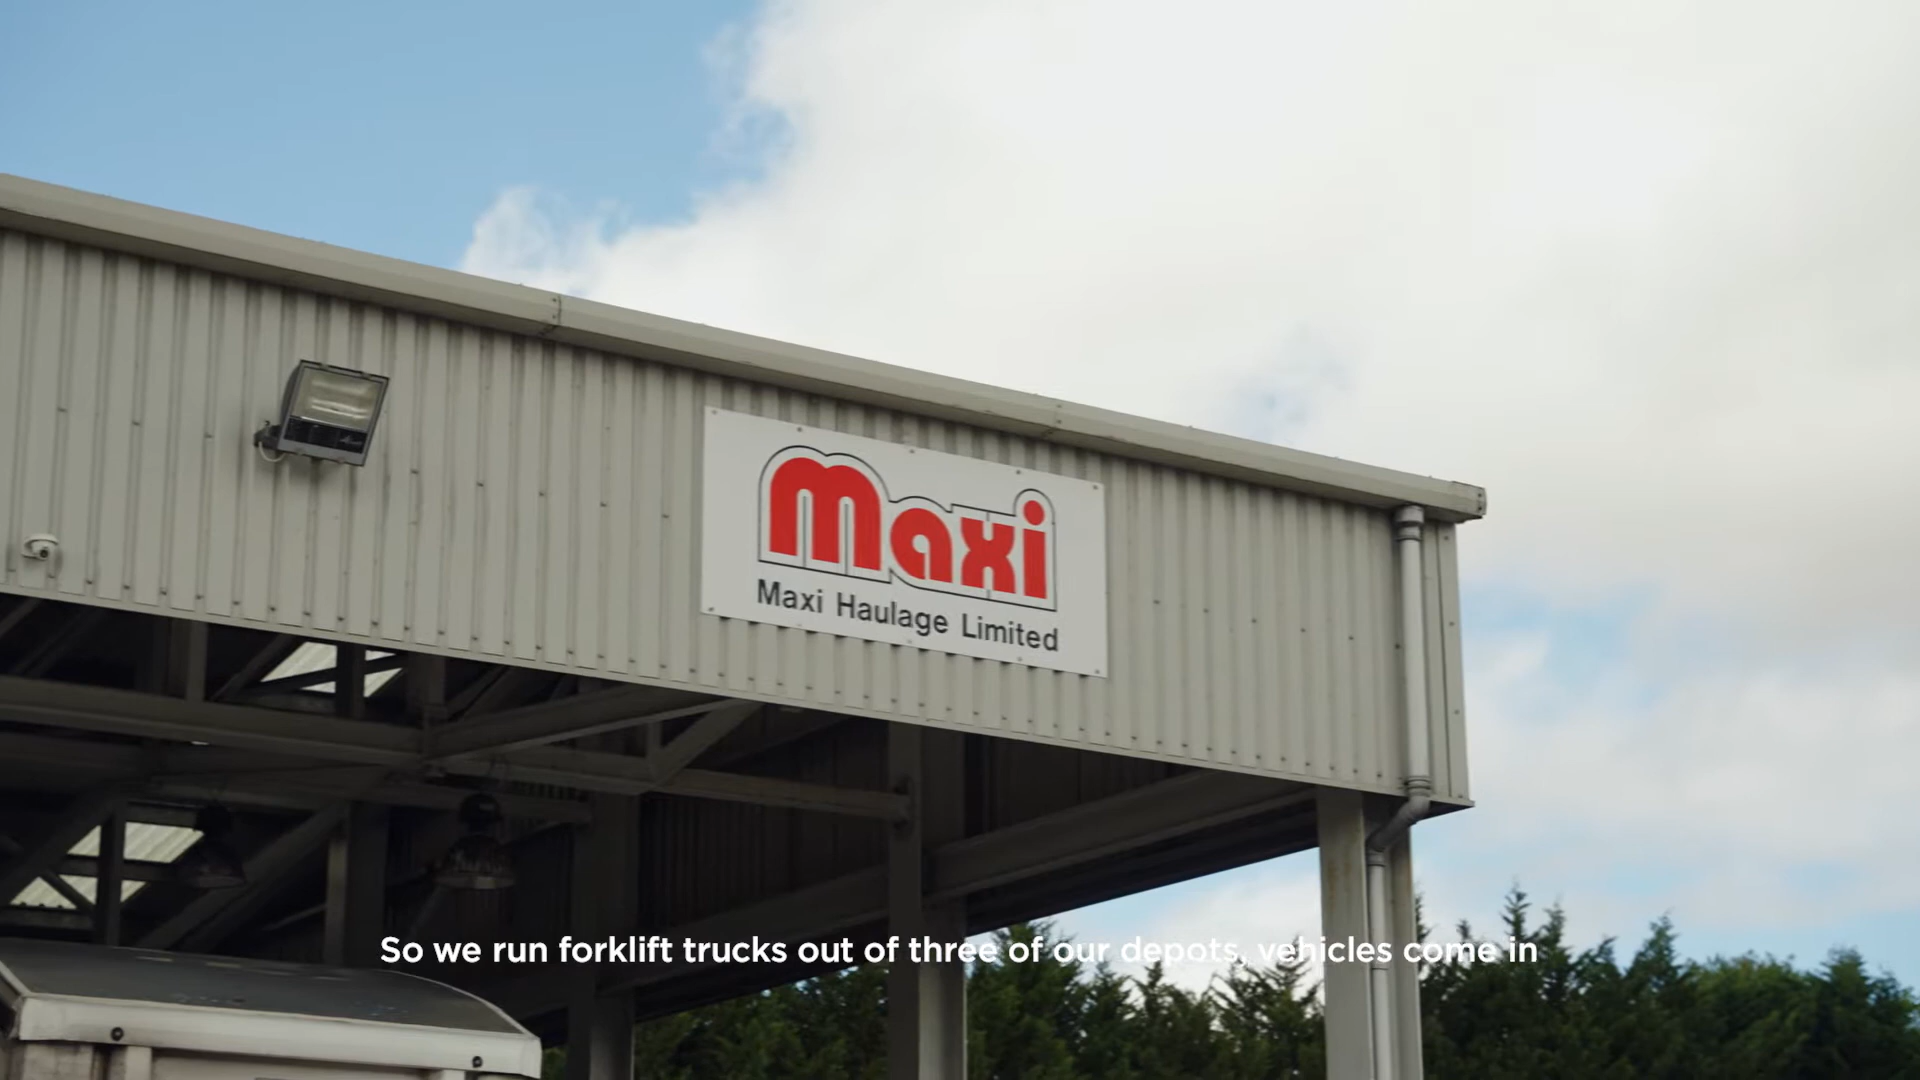 maxi
Maxi Haulage Limited
So we run forklift trucks out of three of our depots, vehicles come in